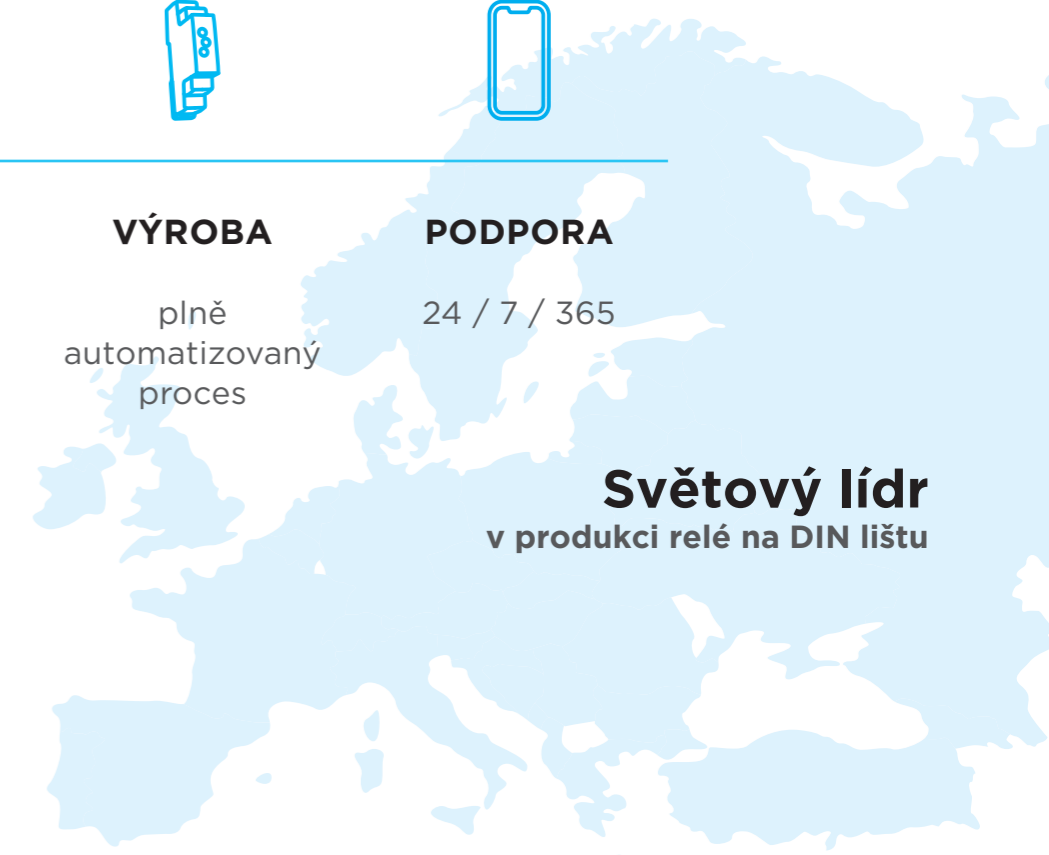 VÝROBA
plně
automatizovaný
proces
PODPORA
24 / 7 / 365
Světový lídr
v produkci relé na DIN lištu